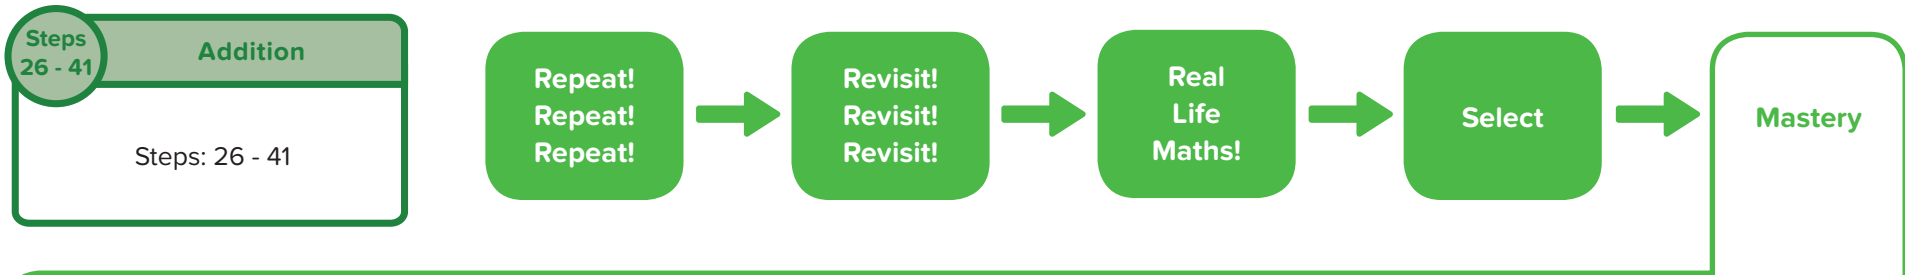 Steps
26 - 41
Addition
Steps: 26 - 41
Repeat!
Repeat!
Repeat!
Revisit!
Revisit!
Revisit!
Real
Life
Maths!
Select
Mastery